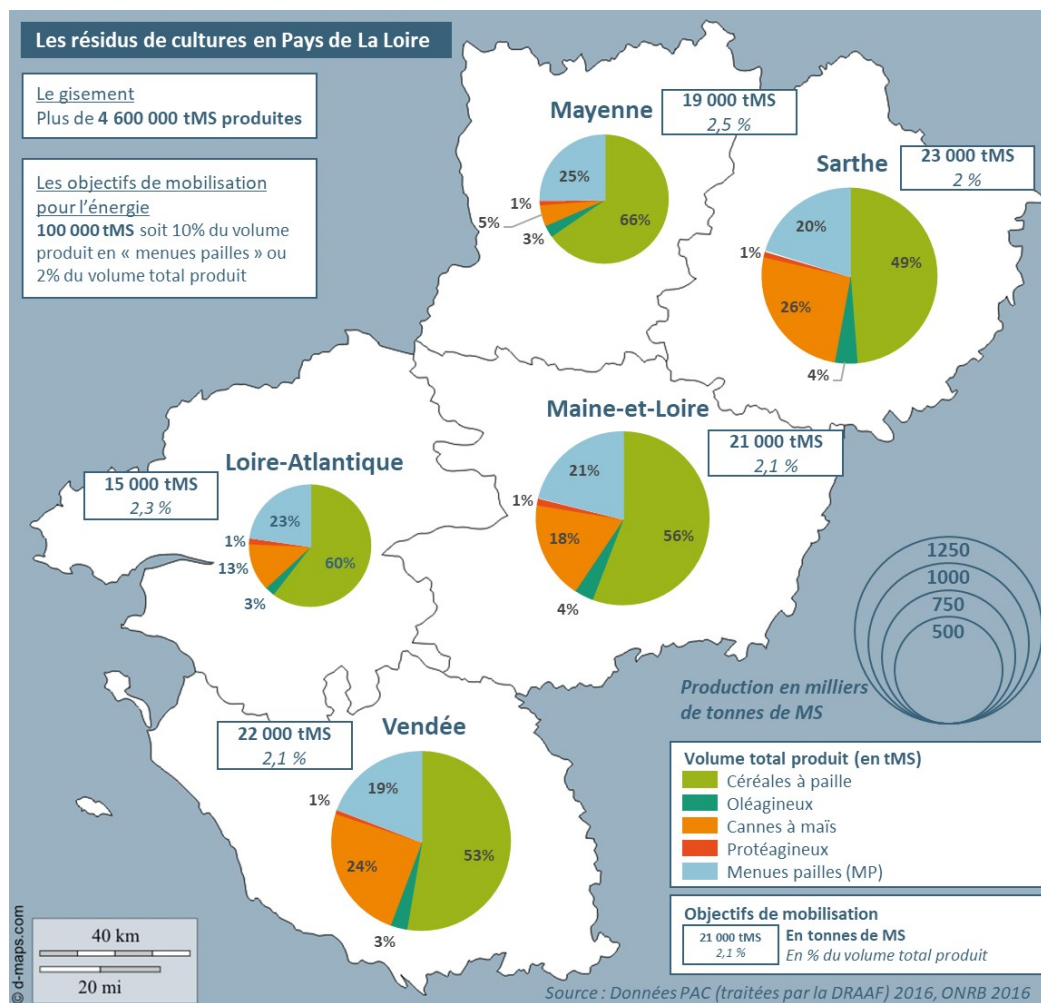 Les résidus de cultures en Pays de La Loire
Le gisement
Plus de 4 600 000 tMS produites
Les objectifs de mobilisation
pour l'énergie
100 000 tMS soit 10% du volume
produit en « menues pailles » ou
2% du volume total produit
Mayenne
19 000 tMS
2,5 %
25%
1%
5%
3%
66%
Sarthe
23 000 tMS
2 %
20%
1%
49%
26%
4%
Maine-et-Loire
21 000 tMS
2,1 %
21%
1%
18%
56%
4%
Loire-Atlantique
15 000 tMS
2,3 %
23%
1%
13%
60%
3%
Vendée
22 000 tMS
2,1 %
19%
1%
53%
24%
3%
1250
1000
750
500
Production en milliers
de tonnes de MS
Volume total produit (en tMS)
Céréales à paille
Oléagineux
Cannes à maïs
Protéagineux
Menues pailles (MP)
Objectifs de mobilisation
21 000 tMS
2,1 %
En tonnes de MS
En % du volume total produit
40 km
20 mi
© d-maps.com
Source : Données PAC (traitées par la DRAAF) 2016, ONRB 2016